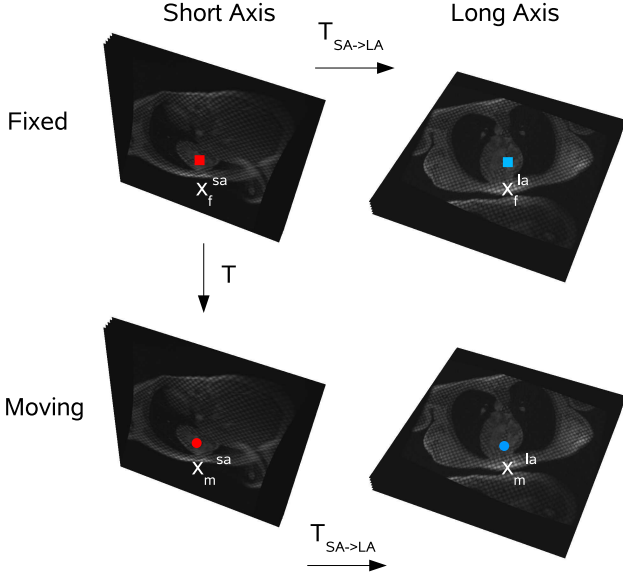 Short Axis
Long Axis
T SA->LA
Fixed
x f sa
x f la
T
Moving
x m sa
x m la
T SA->LA